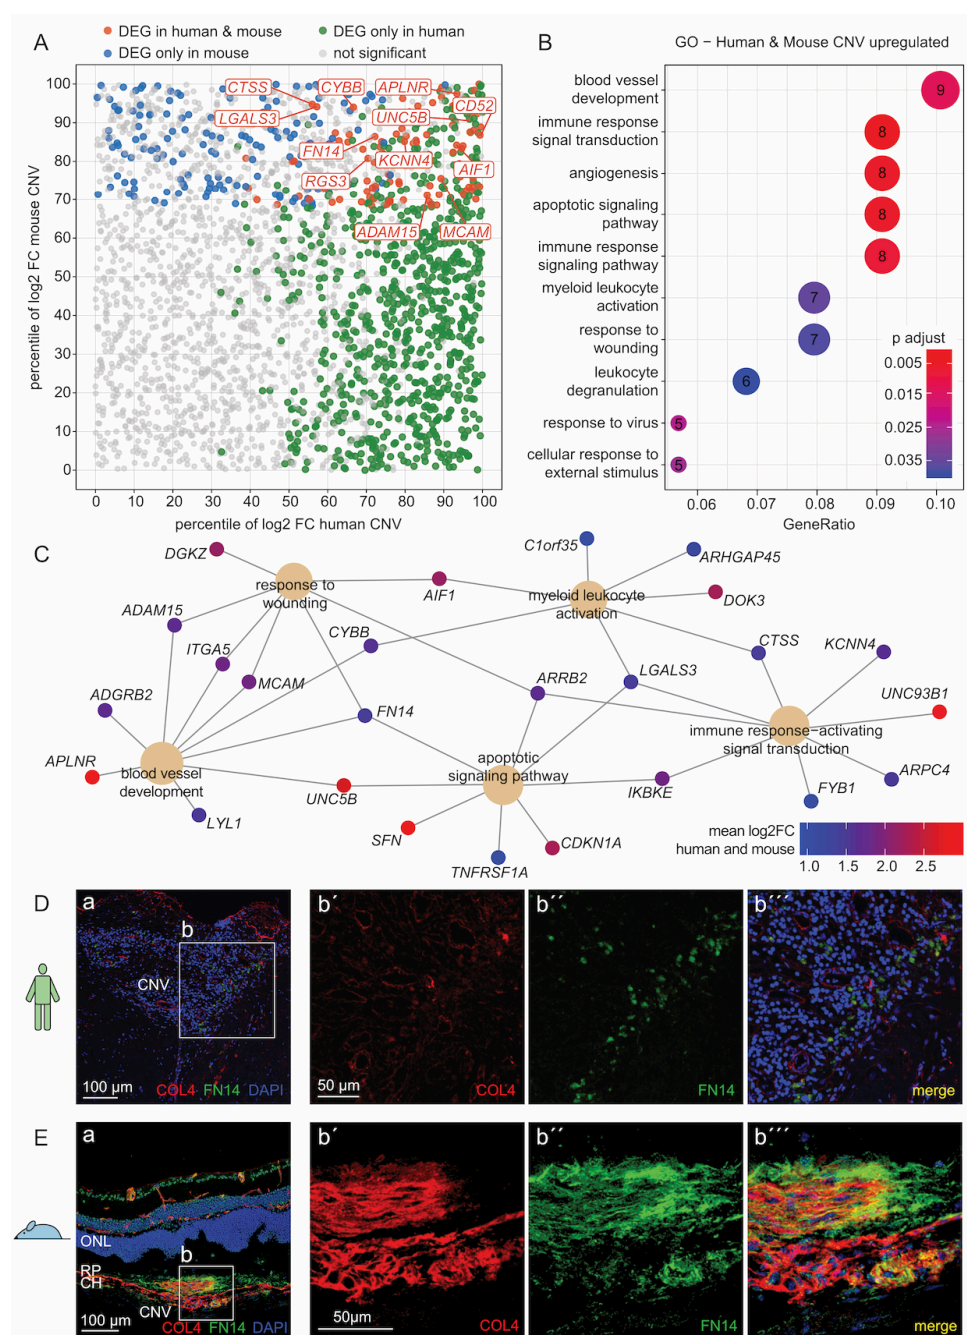 A
DEG in human & mouse
DEG only in human
DEG only in mouse
not significant
percentile of log2 FC mouse CNV
100
90
80
70
60
50
40
30
20
10
0
CTSS
CYBB
APLNR
CD52
LGALS3
UNC5B
FN14
KCNN4
AIF1
RGS3
ADAM15
MCAM
0 10 20 30 40 50 60 70 80 90 100
percentile of log2 FC human CNV
B
GO − Human & Mouse CNV upregulated
blood vessel
development
9
immune response
signal transduction
8
angiogenesis
8
apoptotic signaling
pathway
8
immune response
signaling pathway
8
myeloid leukocyte
activation
7
response to
wounding
7
leukocyte
degranulation
6
response to virus
5
cellular response to
external stimulus
5
p adjust
0.005
0.015
0.025
0.035
0.06 0.07 0.08 0.09 0.10
GeneRatio
C
DGKZ
response to
wounding
AIF1
C1orf35
ARHGAP45
myeloid leukocyte
activation
DOK3
ADAM15
ITGA5
CYBB
MCAM
ADGRB2
FN14
ARRB2
LGALS3
CTSS
KCNN4
UNC93B1
APLNR
blood vessel
development
LYL1
UNC5B
apoptotic
signaling pathway
SFN
TNFRSF1A
CDKN1A
IKBKE
immune response−activating
signal transduction
FYB1
ARPC4
mean log2FC
human and mouse
1.0 1.5 2.0 2.5
D
a
b
CNV
100 µm
COL4 FN14 DAPI
b´
50 µm
COL4
b´´
FN14
b´´´
merge
E
a
ONL
RP
CH
b
CNV
100 µm
COL4 FN14 DAPI
b´
50µm
COL4
b´´
FN14
b´´´
merge